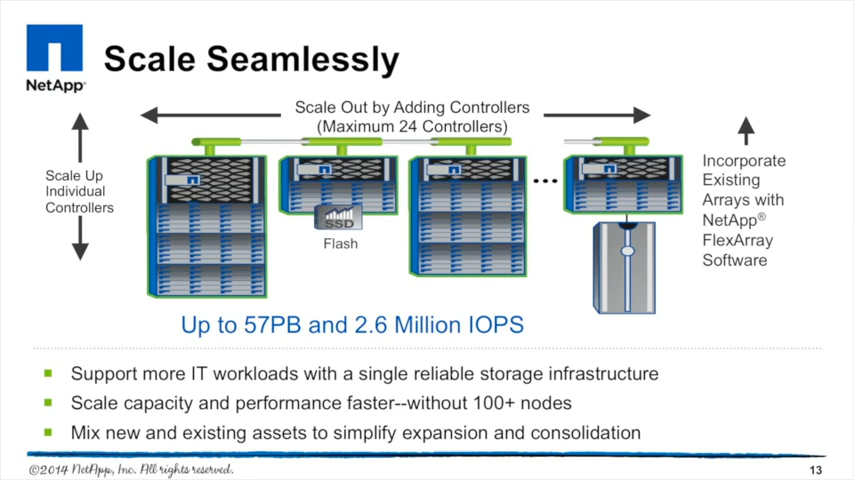 NetApp®
Scale Seamlessly
Scale Out by Adding Controllers
(Maximum 24 Controllers)
Scale Up
Individual
Controllers
SSD
Flash
Incorporate
Existing
Arrays with
NetApp®
FlexArray
Software
Up to 57PB and 2.6 Million IOPS
Support more IT workloads with a single reliable storage infrastructure
Scale capacity and performance faster--without 100+ nodes
Mix new and existing assets to simplify expansion and consolidation
©2014 NetApp, Inc. All rights reserved.
13